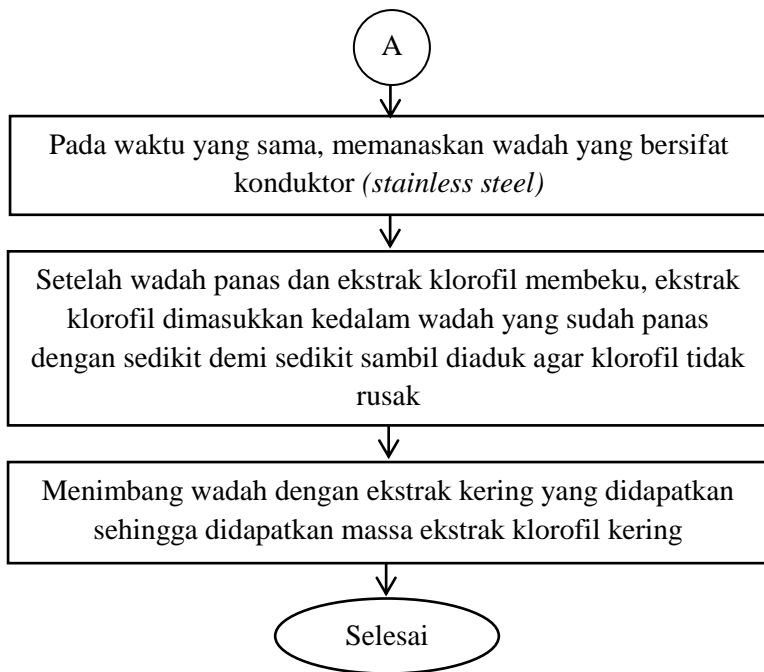 A
Pada waktu yang sama, memanaskan wadah yang bersifat
konduktor (stainless steel)
Setelah wadah panas dan ekstrak klorofil membeku, ekstrak
klorofil dimasukkan kedalam wadah yang sudah panas
dengan sedikit demi sedikit sambil diaduk agar klorofil tidak
rusak
Menimbang wadah dengan ekstrak kering yang didapatkan
sehingga didapatkan massa ekstrak klorofil kering
Selesai